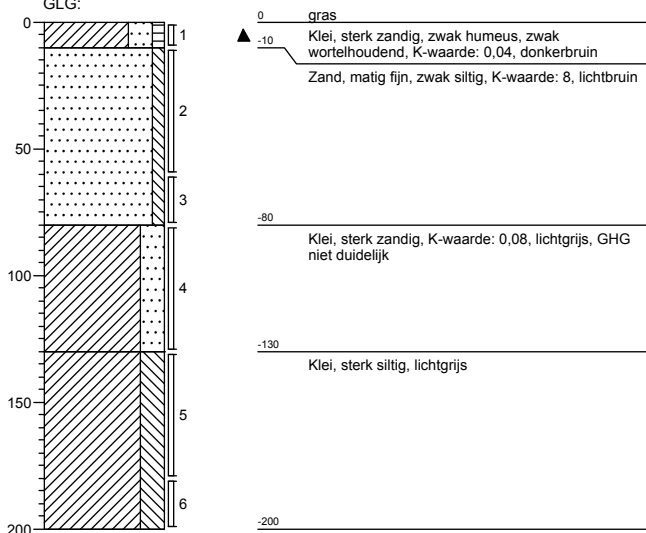 GLG:
0
50
100
150
200
1
2
3
4
5
6
0
gras
-10
Klei, sterk zandig, zwak humeus, zwak
wortelhoudend, K-waarde: 0,04, donkerbruin
Zand, matig fijn, zwak siltig, K-waarde: 8, lichtbruin
-80
Klei, sterk zandig, K-waarde: 0,08, lichtgrijs, GHG
niet duidelijk
-130
Klei, sterk siltig, lichtgrijs
-200